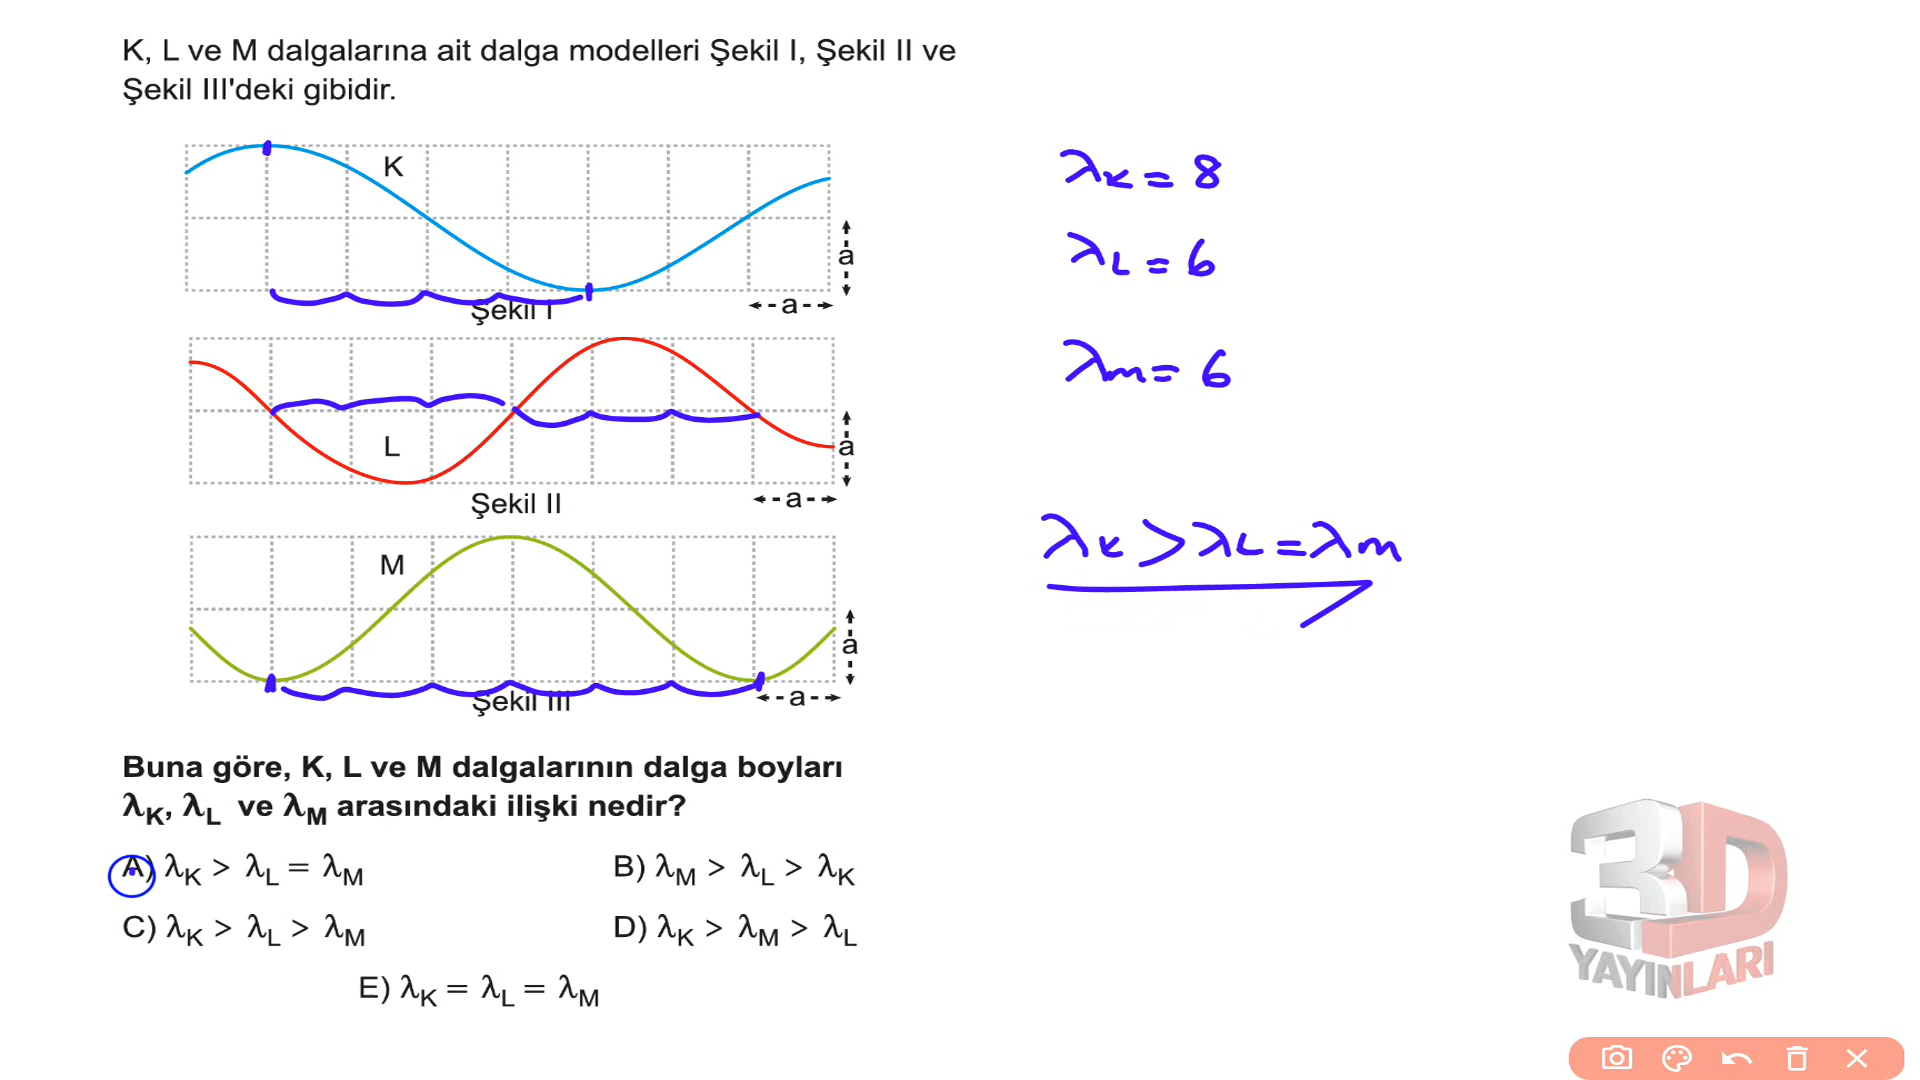 K, L ve M dalgalarına ait dalga modelleri Şekil I, Şekil II ve
Şekil III'deki gibidir.
K
a
a
Şekil I
L
a
a
Şekil II
M
a
a
Şekil III
λK = 8
λL = 6
λm = 6
λK > λL = λm
Buna göre, K, L ve M dalgalarının dalga boyları
λK, λL ve λM arasındaki ilişki nedir?
A) λK > λL = λM
B) λM > λL > λK
C) λK > λL > λM
D) λK > λM > λL
E) λK = λL = λM
3D
YAYINLARI